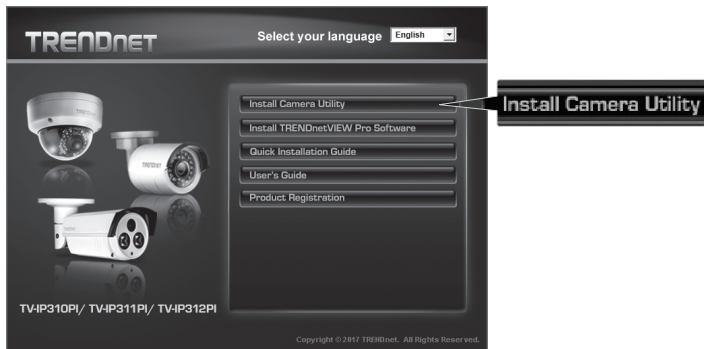 TRENDNET
Select your language English
Install Camera Utility
Install Camera Utility
Install TRENDnetVIEW Pro Software
Quick Installation Guide
User's Guide
Product Registration
TRENDNET
TV-IP310PI/ TV-IP311PI/ TV-IP312PI
Copyright © 2017 TRENDnet. All Rights Reserved.